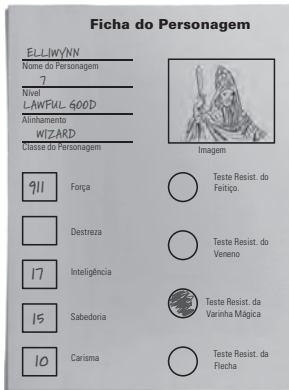 Ficha do Personagem
ELLIWYNN
Nome do Personagem
7
Nível
LAWFUL GOOD
Alinhamento
WIZARD
Classe do Personagem
Imagem
911 Força
Destreza
17 Inteligência
15 Sabedoria
10 Carisma
Teste Resist. do
Feitiço.
Teste Resist. do
Veneno
Teste Resist. da
Varinha Mágica
Teste Resist. da
Flecha